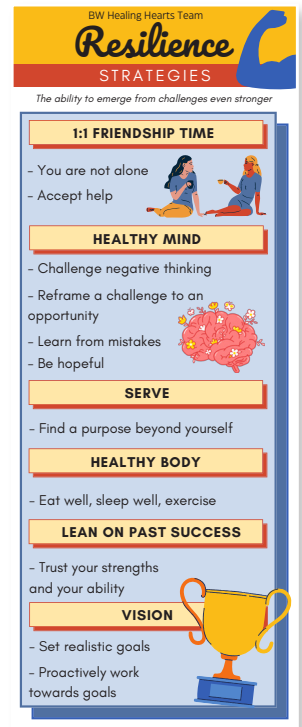 BW Healing Hearts Team
Resilience
STRATEGIES
The ability to emerge from challenges even stronger
1:1 FRIENDSHIP TIME
- You are not alone
- Accept help
HEALTHY MIND
- Challenge negative thinking
- Reframe a challenge to an
opportunity
- Learn from mistakes
- Be hopeful
SERVE
- Find a purpose beyond yourself
HEALTHY BODY
- Eat well, sleep well, exercise
LEAN ON PAST SUCCESS
- Trust your strengths
and your ability
VISION
- Set realistic goals
- Proactively work
towards goals